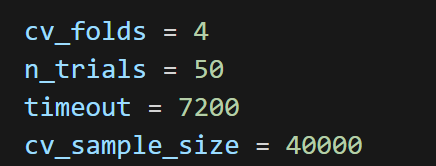 cv_folds = 4
n_trials = 50
timeout = 7200
cv_sample_size = 40000